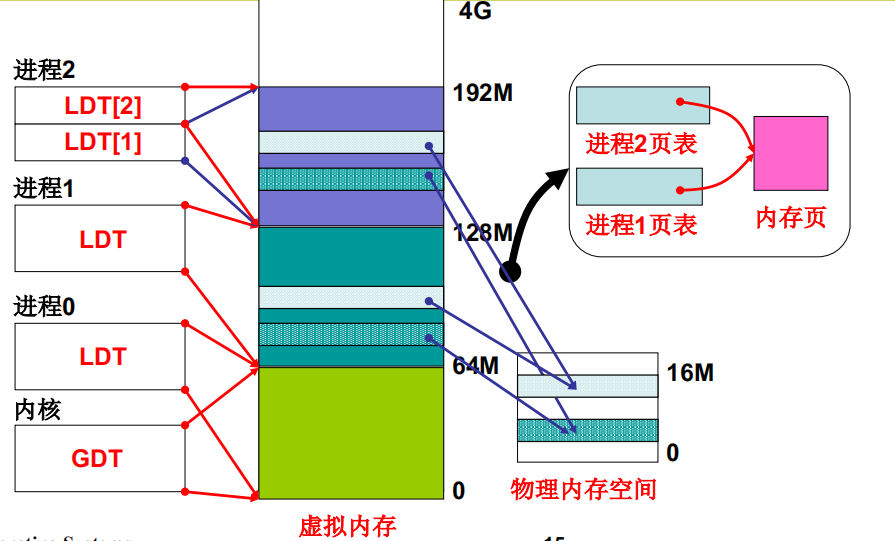 4G
进程2
LDT[2]
LDT[1]
192M
进程2页表
进程1页表
内存页
进程1
LDT
128M
进程0
LDT
64M
16M
内核
GDT
0
0
物理内存空间
虚拟内存
Systems
15